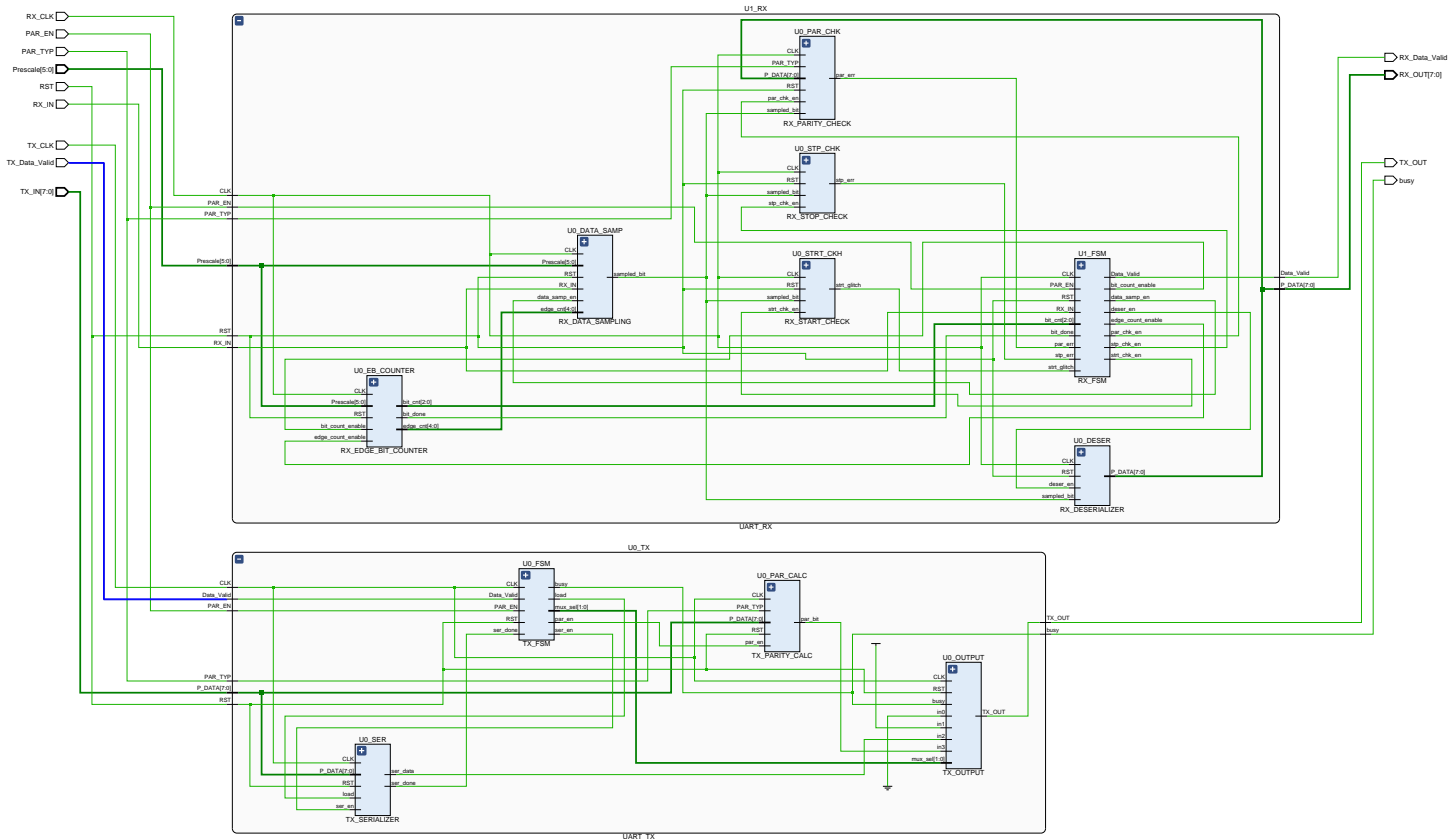 RX_CLK
PAR_EN
PAR_TYP
Prescale[5:0]
RST
RX_IN
TX_CLK
TX_Data_Valid
TX_IN[7:0]
U1_RX
CLK
PAR_EN
PAR_TYP
Prescale[5:0]
RST
RX_IN
U0_PAR_CHK
CLK
PAR_TYP
P_DATA[7:0]
RST
par_chk_en
sampled_bit
par_err
RX_PARITY_CHECK
U0_STP_CHK
CLK
RST
sampled_bit
stp_chk_en
stp_err
RX_STOP_CHECK
U0_DATA_SAMP
CLK
Prescale[5:0]
RST
RX_IN
data_samp_en
edge_cnt[4:0]
sampled_bit
RX_DATA_SAMPLING
U0_STRT_CKH
CLK
RST
sampled_bit
strt_chk_en
strt_glitch
RX_START_CHECK
U1_FSM
CLK
PAR_EN
RST
RX_IN
bit_cnt[2:0]
bit_done
par_err
stp_err
strt_glitch
Data_Valid
bit_count_enable
data_samp_en
deser_en
edge_count_enable
par_chk_en
stp_chk_en
strt_chk_en
RX_FSM
U0_EB_COUNTER
CLK
Prescale[5:0]
RST
bit_count_enable
edge_count_enable
bit_cnt[2:0]
bit_done
edge_cnt[4:0]
RX_EDGE_BIT_COUNTER
U0_DESER
CLK
RST
deser_en
sampled_bit
P_DATA[7:0]
RX_DESERIALIZER
Data_Valid
P_DATA[7:0]
UART_RX
RX_Data_Valid
RX_OUT[7:0]
TX_OUT
busy
U0_TX
CLK
Data_Valid
PAR_EN
PAR_TYP
P_DATA[7:0]
RST
U0_FSM
CLK
Data_Valid
PAR_EN
RST
ser_done
busy
load
mux_sel[1:0]
par_en
ser_en
TX_FSM
U0_PAR_CALC
CLK
PAR_TYP
P_DATA[7:0]
RST
par_en
par_bit
TX_PARITY_CALC
U0_OUTPUT
CLK
RST
busy
in0
in1
in2
in3
mux_sel[1:0]
TX_OUT
TX_OUTPUT
U0_SER
CLK
P_DATA[7:0]
RST
load
ser_en
ser_data
ser_done
TX_SERIALIZER
TX_OUT
busy
UART_TX